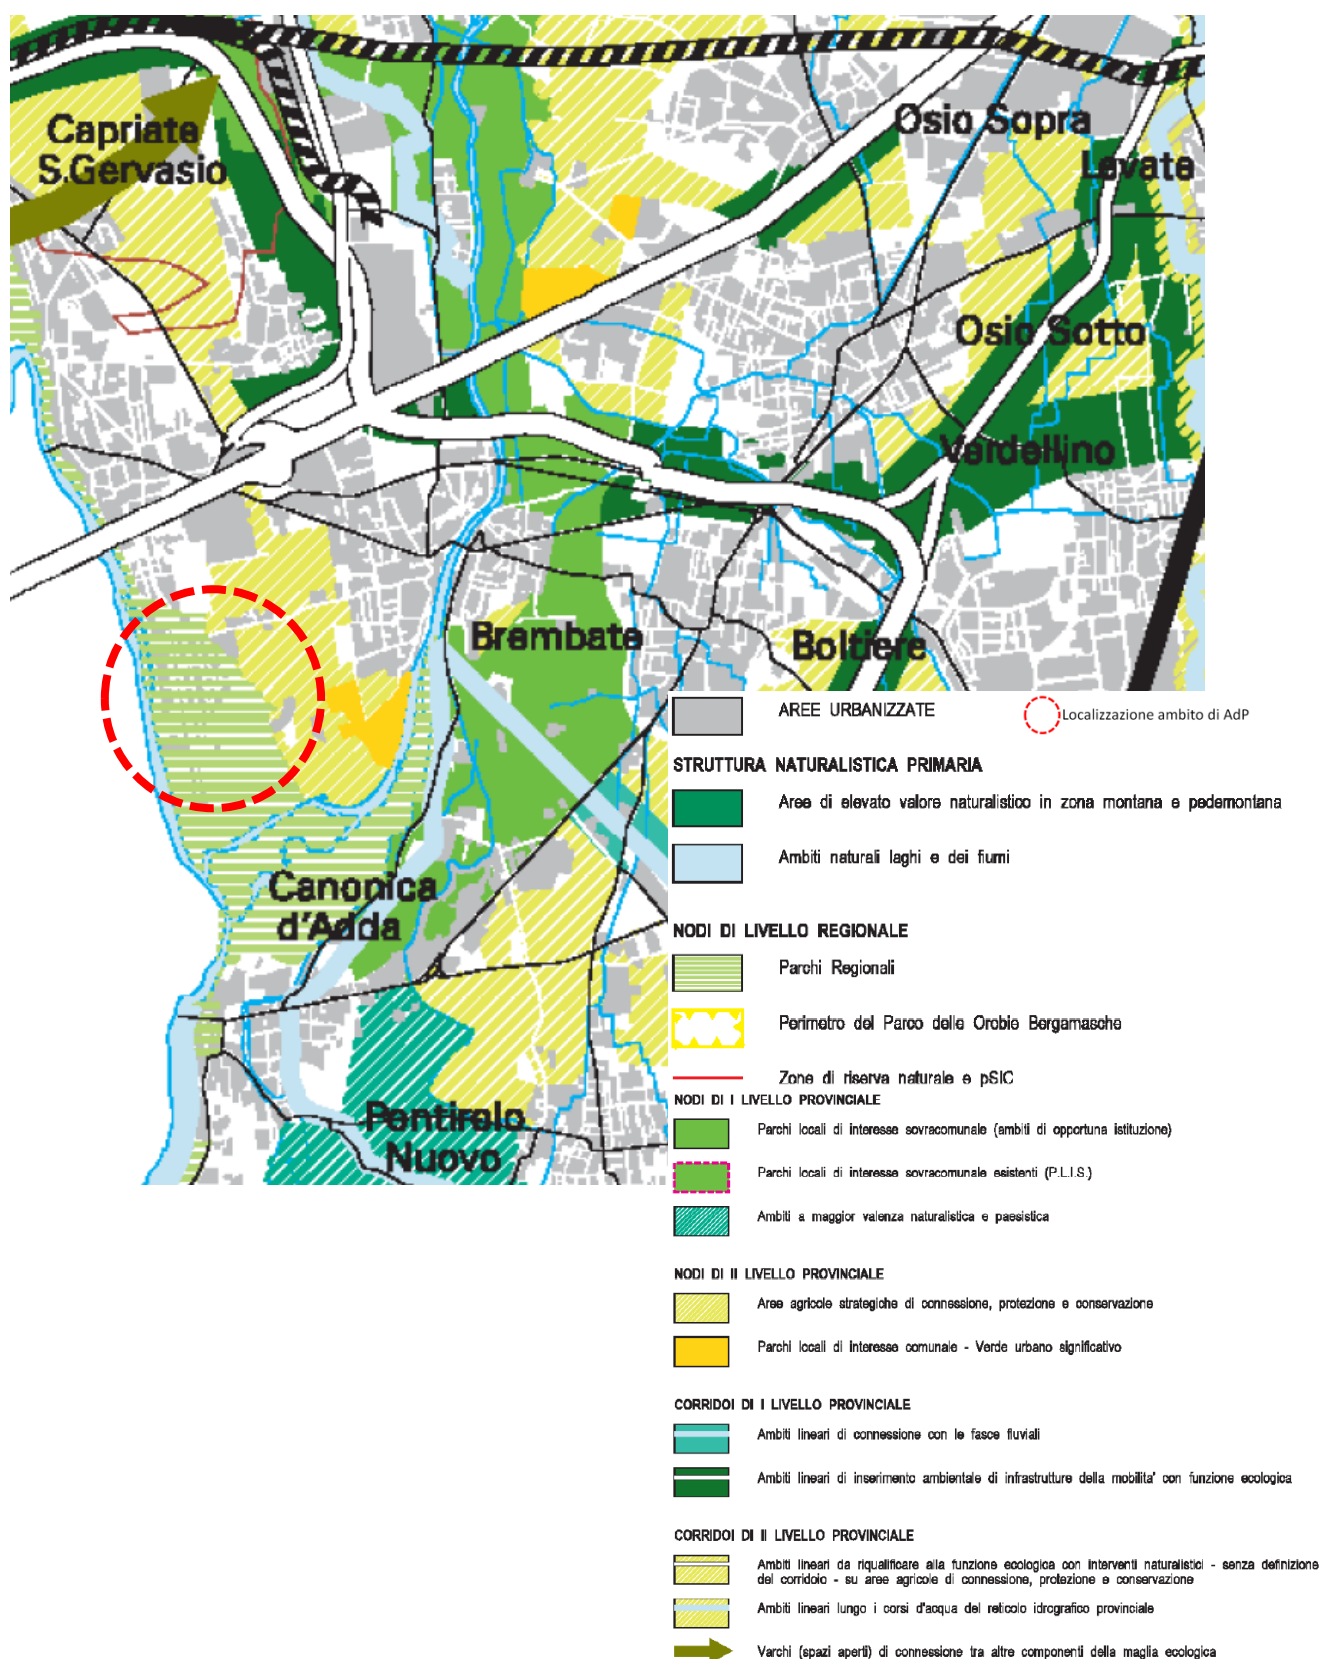 Capriate
S.Gervasio
Osio Sopra
Levate
Osio Sotto
Verdellino
Brembate
Boltiere
Canonica
d'Adda
Pontirolo
Nuovo
AREE URBANIZZATE
Localizzazione ambito di AdP
STRUTTURA NATURALISTICA PRIMARIA
Aree di elevato valore naturalistico in zona montana e pedemontana
Ambiti naturali laghi e dei fiumi
NODI DI LIVELLO REGIONALE
Parchi Regionali
Perimetro del Parco delle Orobie Bergamasche
Zone di riserva naturale e pSIC
NODI DI I LIVELLO PROVINCIALE
Parchi locali di interesse sovracomunale (ambiti di opportuna istituzione)
Parchi locali di interesse sovracomunale esistenti (P.L.I.S.)
Ambiti a maggior valenza naturalistica e paesistica
NODI DI II LIVELLO PROVINCIALE
Aree agricole strategiche di connessione, protezione e conservazione
Parchi locali di interesse comunale - Verde urbano significativo
CORRIDOI DI I LIVELLO PROVINCIALE
Ambiti lineari di connessione con le fasce fluviali
Ambiti lineari di inserimento ambientale di infrastrutture della mobilita' con funzione ecologica
CORRIDOI DI II LIVELLO PROVINCIALE
Ambiti lineari da riqualificare alla funzione ecologica con interventi naturalistici - senza definizione
del corridoio - su aree agricole di connessione, protezione e conservazione
Ambiti lineari lungo i corsi d'acqua del reticolo idrografico provinciale
Varchi (spazi aperti) di connessione tra altre componenti della maglia ecologica